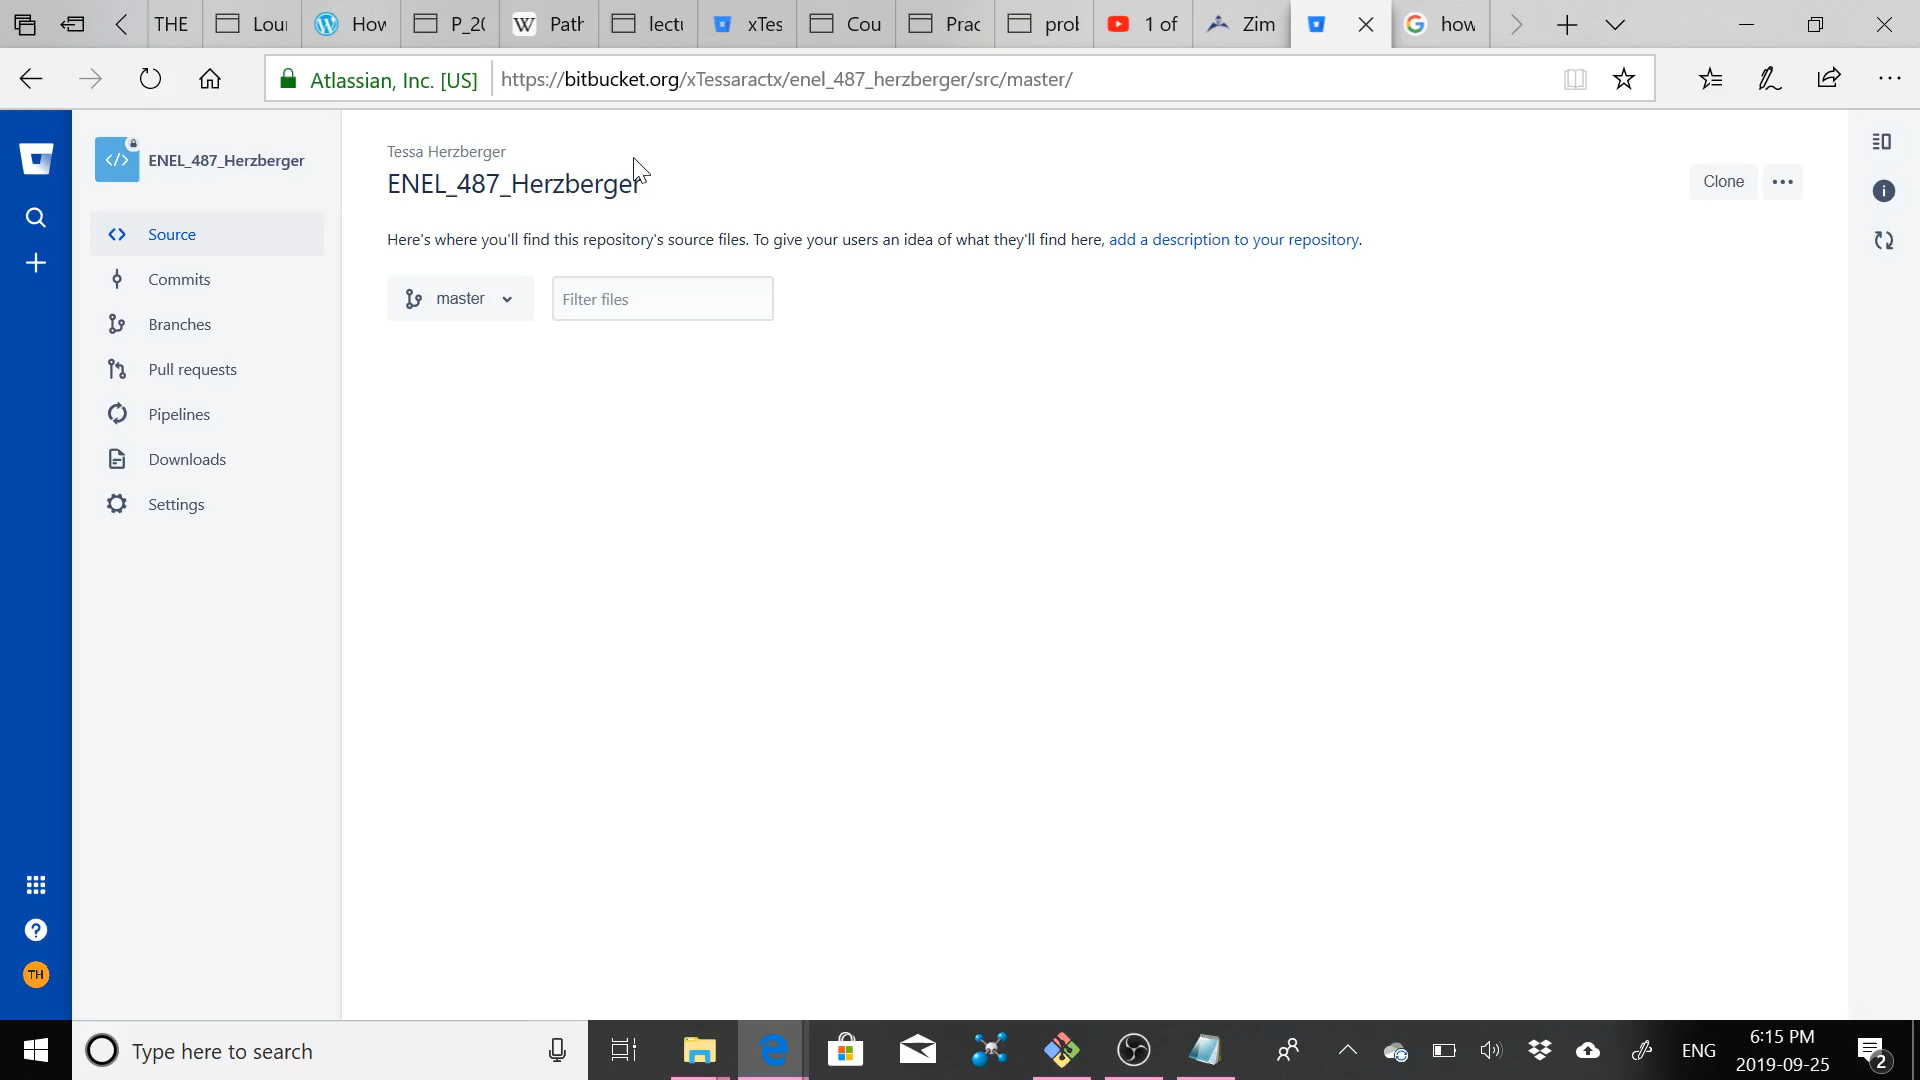 THE
Lour
How
P_20
W Path
lectu
xTes
Cou
Prac
prob
1 of
Zim
G how
Atlassian, Inc. [US]
https://bitbucket.org/xTessaractx/enel_487_herzberger/src/master/
ENEL_487_Herzberger
Source
Commits
Branches
Pull requests
Pipelines
Downloads
Settings
TH
Tessa Herzberger
ENEL_487_Herzberger
Clone
Here's where you'll find this repository's source files. To give your users an idea of what they'll find here, add a description to your repository.
master
Filter files
Type here to search
ENG
6:15 PM
2019-09-25
2